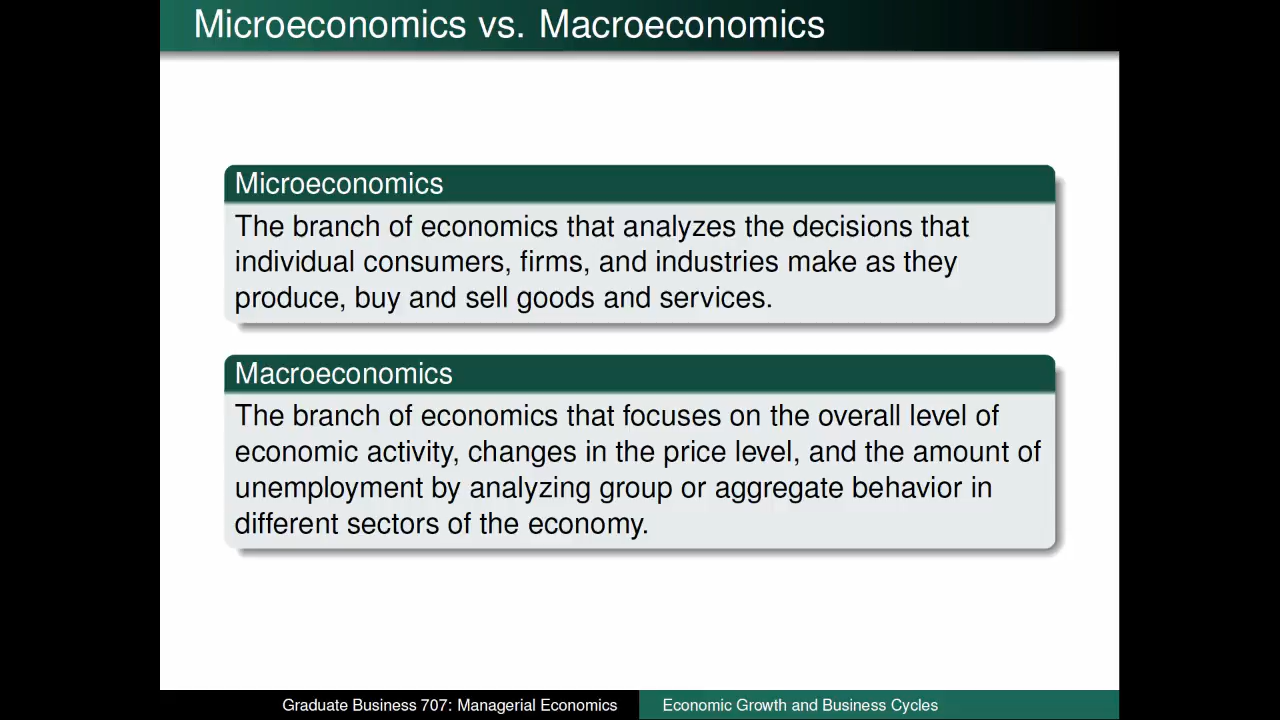 Microeconomics vs. Macroeconomics
Microeconomics
The branch of economics that analyzes the decisions that
individual consumers, firms, and industries make as they
produce, buy and sell goods and services.
Macroeconomics
The branch of economics that focuses on the overall level of
economic activity, changes in the price level, and the amount of
unemployment by analyzing group or aggregate behavior in
different sectors of the economy.
Graduate Business 707: Managerial Economics
Economic Growth and Business Cycles